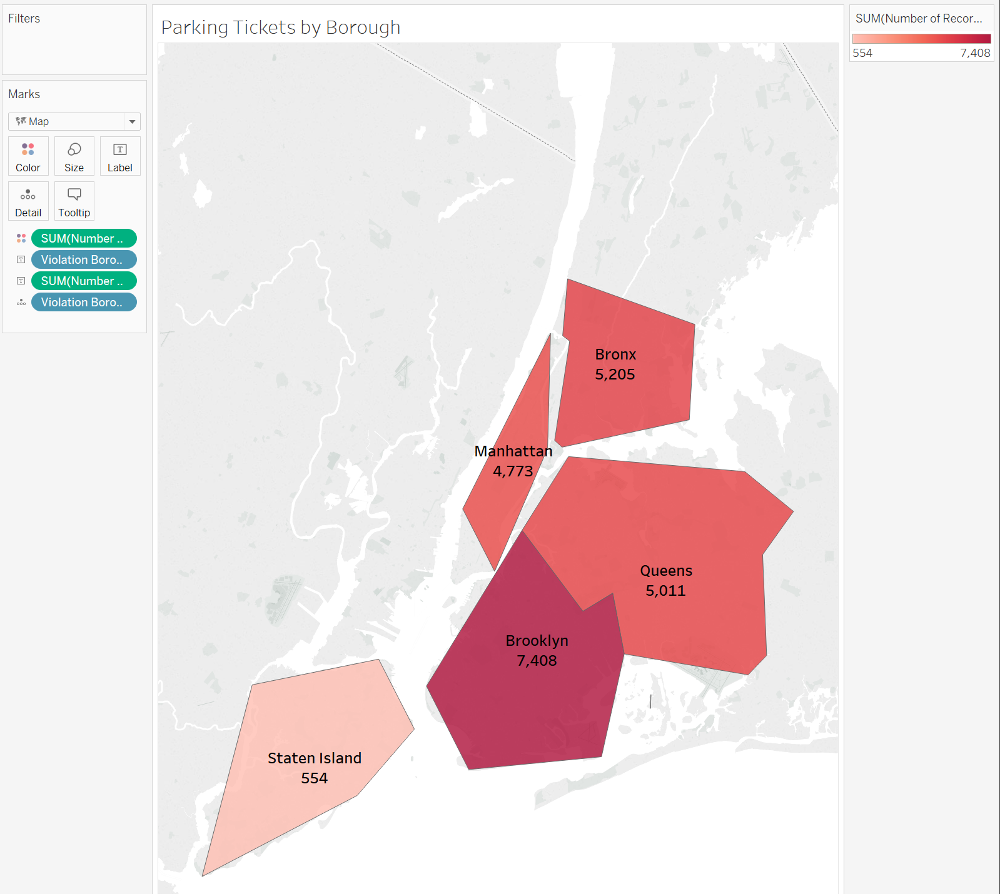 Filters
Marks
Map
Color
Size
Label
Detail
Tooltip
SUM(Number ..
Violation Boro..
SUM(Number ..
Violation Boro..
Parking Tickets by Borough
Bronx
5,205
Manhattan
4,773
Queens
5,011
Brooklyn
7,408
Staten Island
554
SUM(Number of Recor...
554
7,408